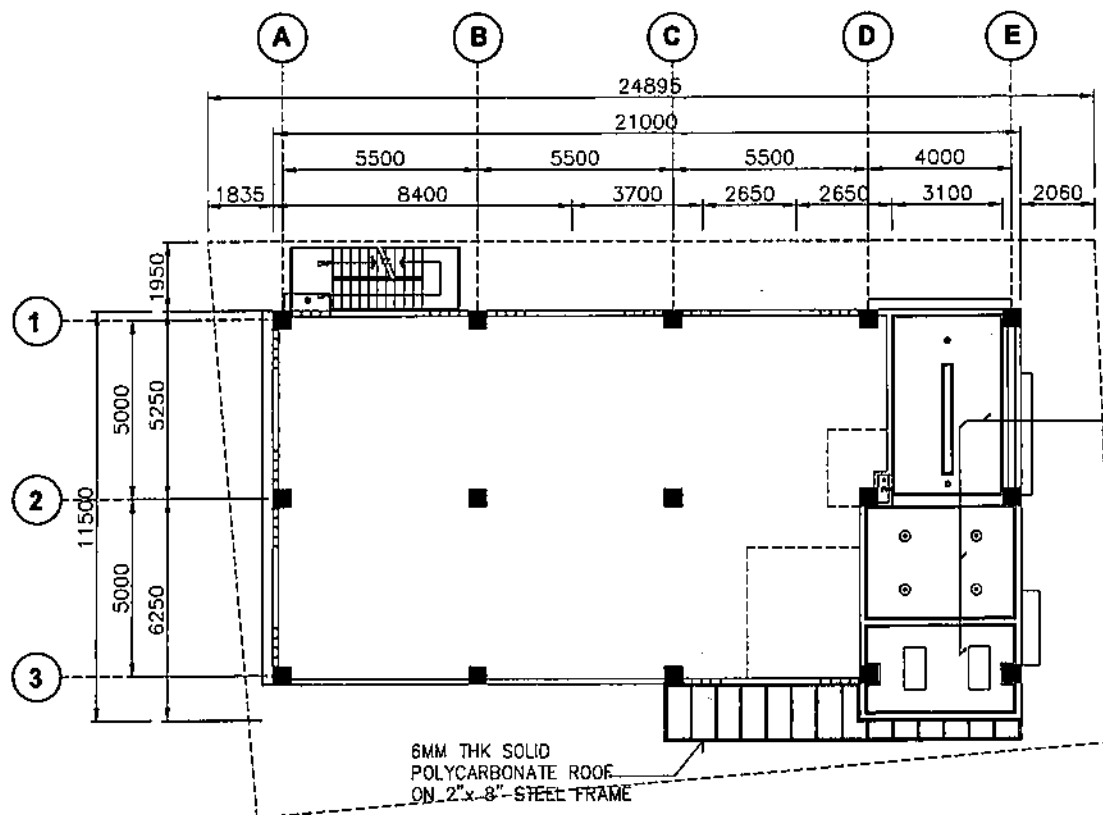 A B C D E
24895
21000
5500 5500 5500 4000
1835 8400 3700 2650 2650 3100 2060
1950
1
5000 5250
2
11500
5000 6250
3
6MM THK SOLID
POLYCARBONATE ROOF
ON 2"x 8" STEEL FRAME